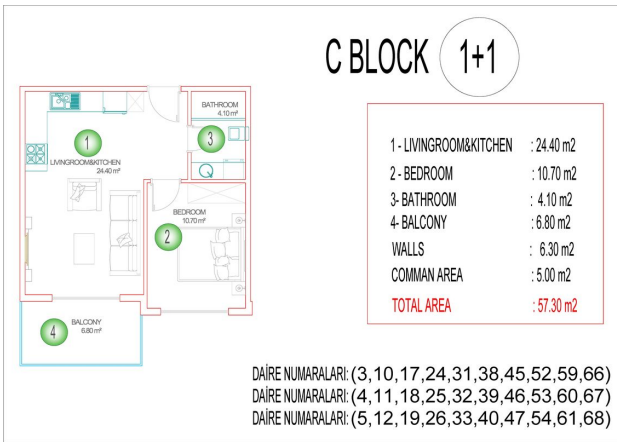 C BLOCK 1+1
BATHROOM
4.10 m²
3
1
LIVINGROOM&KITCHEN
24.40 m²
BEDROOM
10.70 m²
2
4
BALCONY
6.80 m²
1 - LIVINGROOM&KITCHEN : 24.40 m2
2 - BEDROOM : 10.70 m2
3- BATHROOM : 4.10 m2
4- BALCONY : 6.80 m2
WALLS : 6.30 m2
COMMAN AREA : 5.00 m2
TOTAL AREA : 57.30 m2
DAİRE NUMARALARI: (3,10,17,24,31,38,45,52,59,66)
DAİRE NUMARALARI: (4,11,18,25,32,39,46,53,60,67)
DAİRE NUMARALARI: (5,12,19,26,33,40,47,54,61,68)